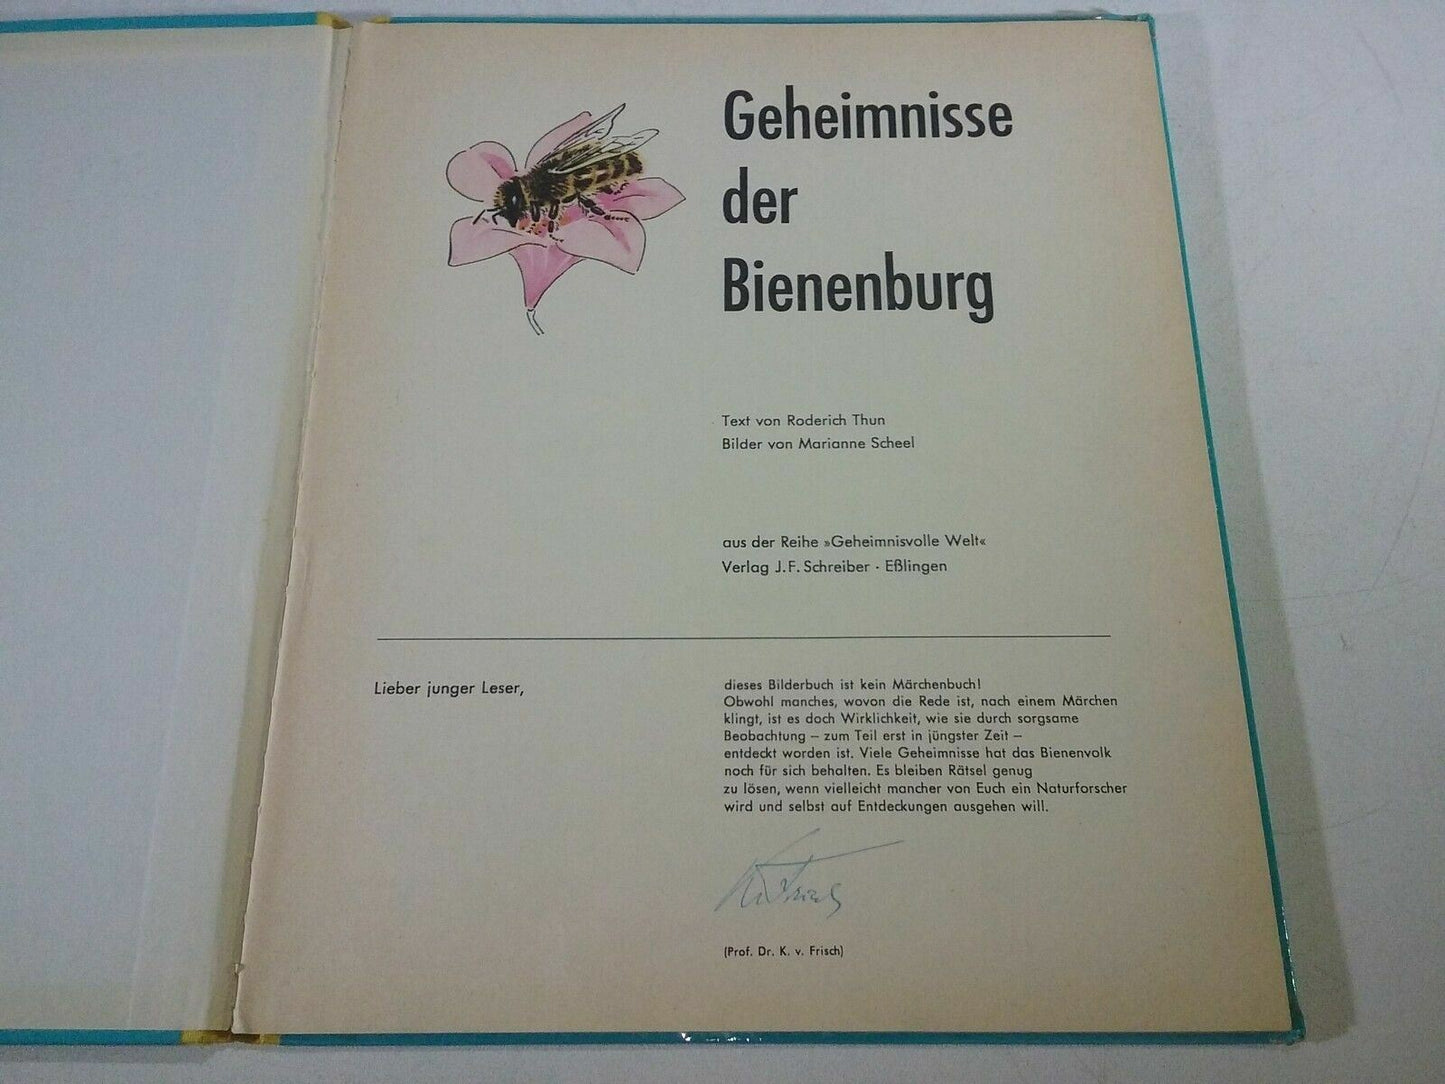 Geheimnisse
der
Bienenburg
Text von Roderich Thun
Bilder von Marianne Scheel
aus der Reihe »Geheimnisvolle Welt«
Verlag J. F. Schreiber · Eßlingen
Lieber junger Leser,
dieses Bilderbuch ist kein Märchenbuch!
Obwohl manches, wovon die Rede ist, nach einem Märchen
klingt, ist es doch Wirklichkeit, wie sie durch sorgsame
Beobachtung – zum Teil erst in jüngster Zeit –
entdeckt worden ist. Viele Geheimnisse hat das Bienenvolk
noch für sich behalten. Es bleiben Rätsel genug
zu lösen, wenn vielleicht mancher von Euch ein Naturforscher
wird und selbst auf Entdeckungen ausgehen will.
K v Frisch
(Prof. Dr. K. v. Frisch)